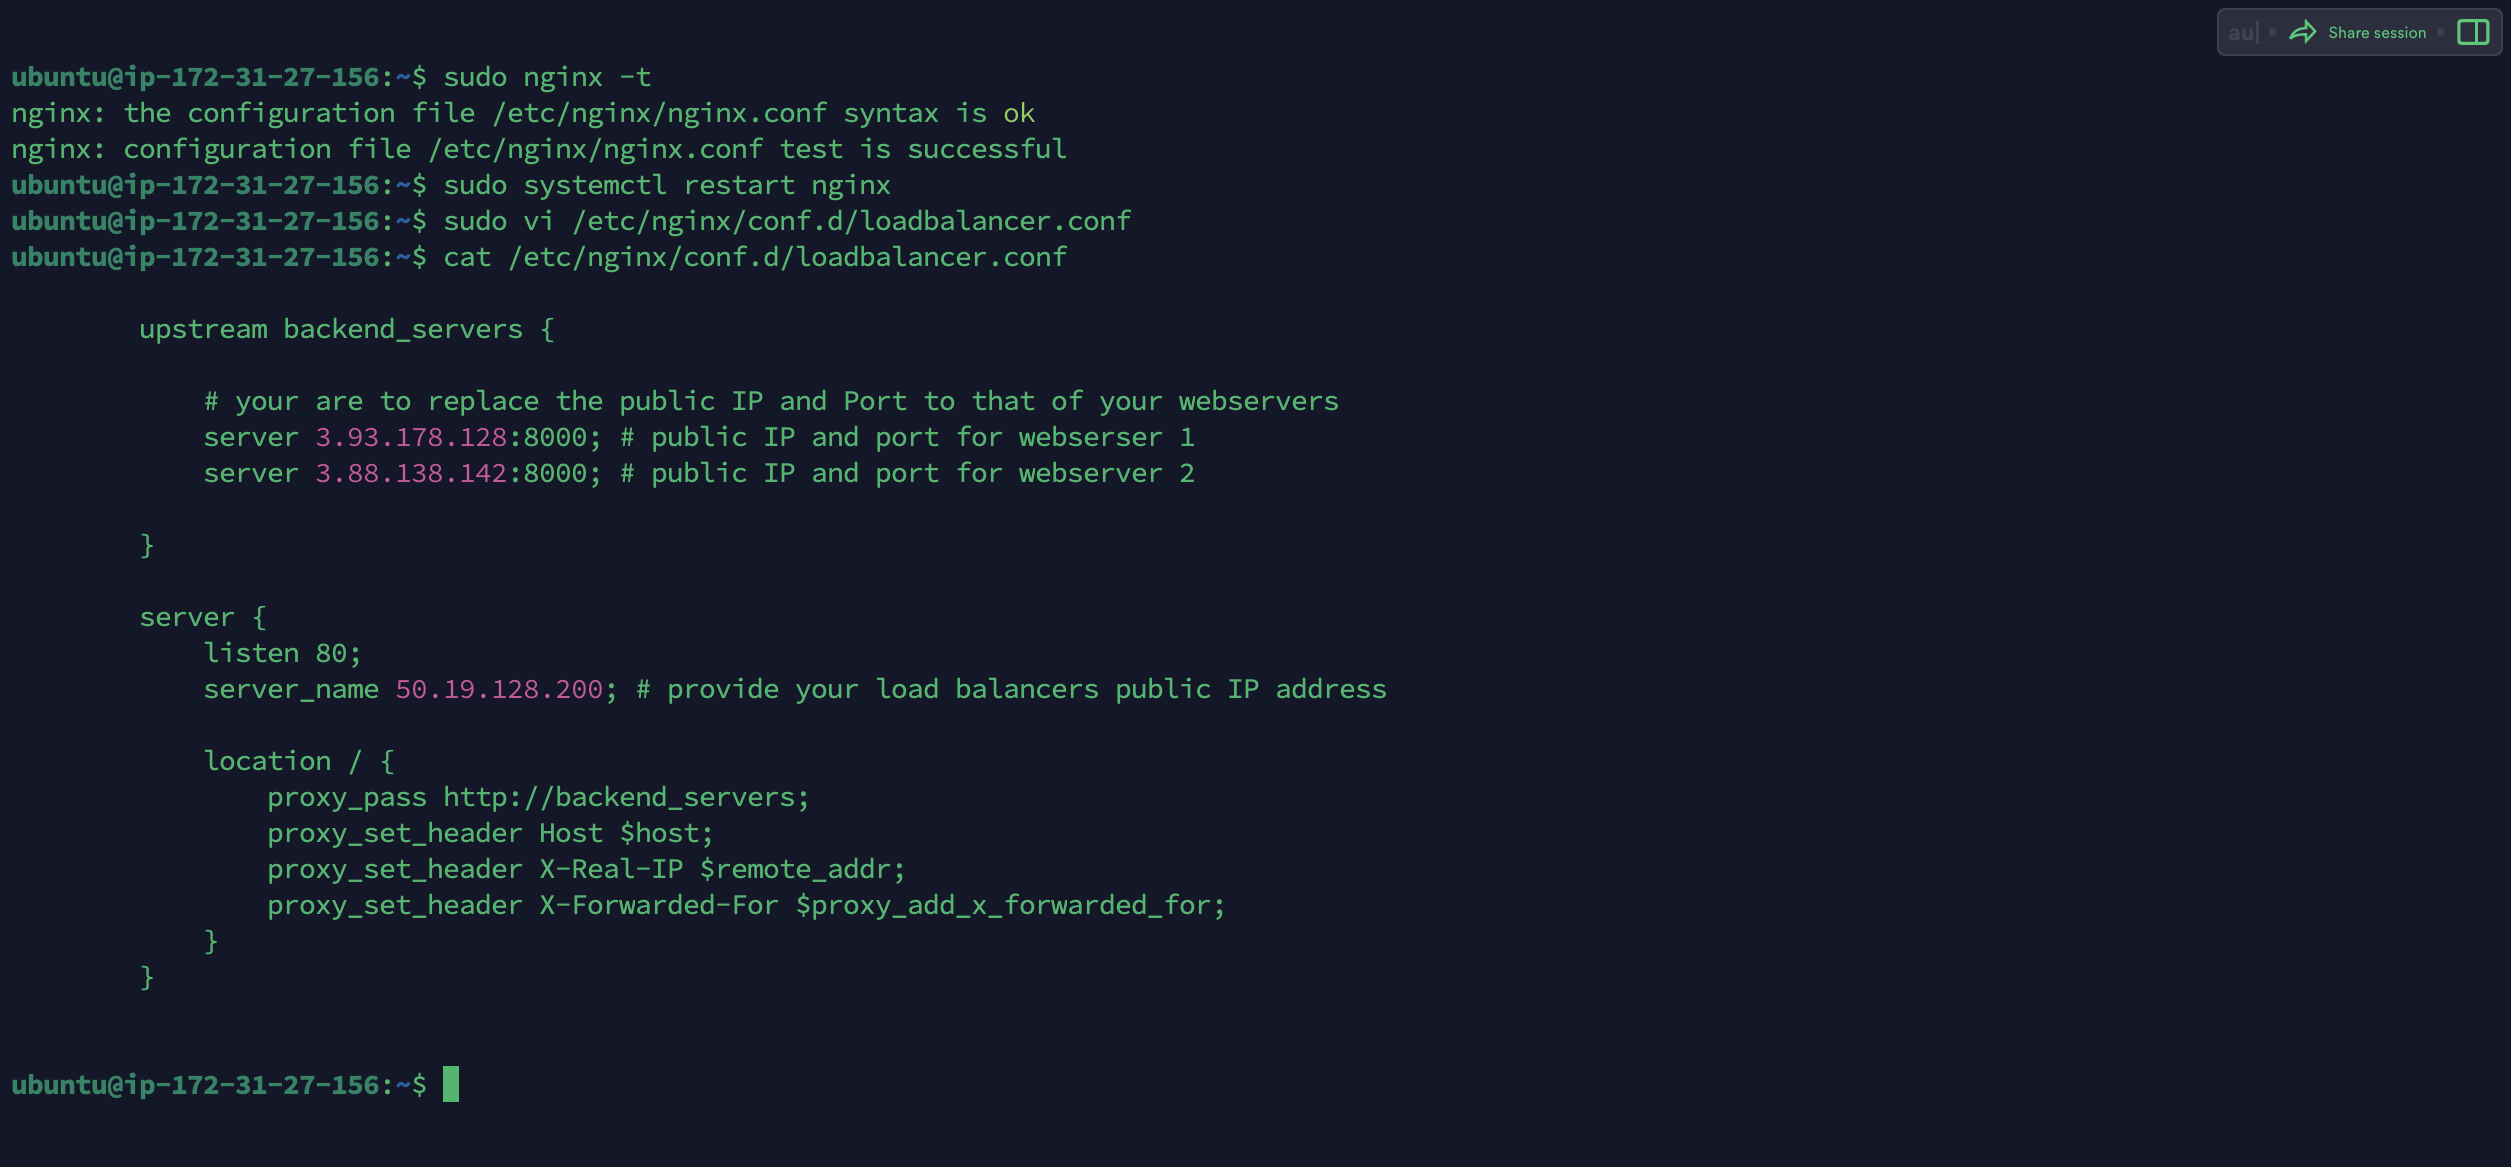 au| • Share session •
ubuntu@ip-172-31-27-156:~$ sudo nginx -t
nginx: the configuration file /etc/nginx/nginx.conf syntax is ok
nginx: configuration file /etc/nginx/nginx.conf test is successful
ubuntu@ip-172-31-27-156:~$ sudo systemctl restart nginx
ubuntu@ip-172-31-27-156:~$ sudo vi /etc/nginx/conf.d/loadbalancer.conf
ubuntu@ip-172-31-27-156:~$ cat /etc/nginx/conf.d/loadbalancer.conf
upstream backend_servers {
# your are to replace the public IP and Port to that of your webservers
server 3.93.178.128:8000; # public IP and port for webserser 1
server 3.88.138.142:8000; # public IP and port for webserver 2
}
server {
listen 80;
server_name 50.19.128.200; # provide your load balancers public IP address
location / {
proxy_pass http://backend_servers;
proxy_set_header Host $host;
proxy_set_header X-Real-IP $remote_addr;
proxy_set_header X-Forwarded-For $proxy_add_x_forwarded_for;
}
}
ubuntu@ip-172-31-27-156:~$